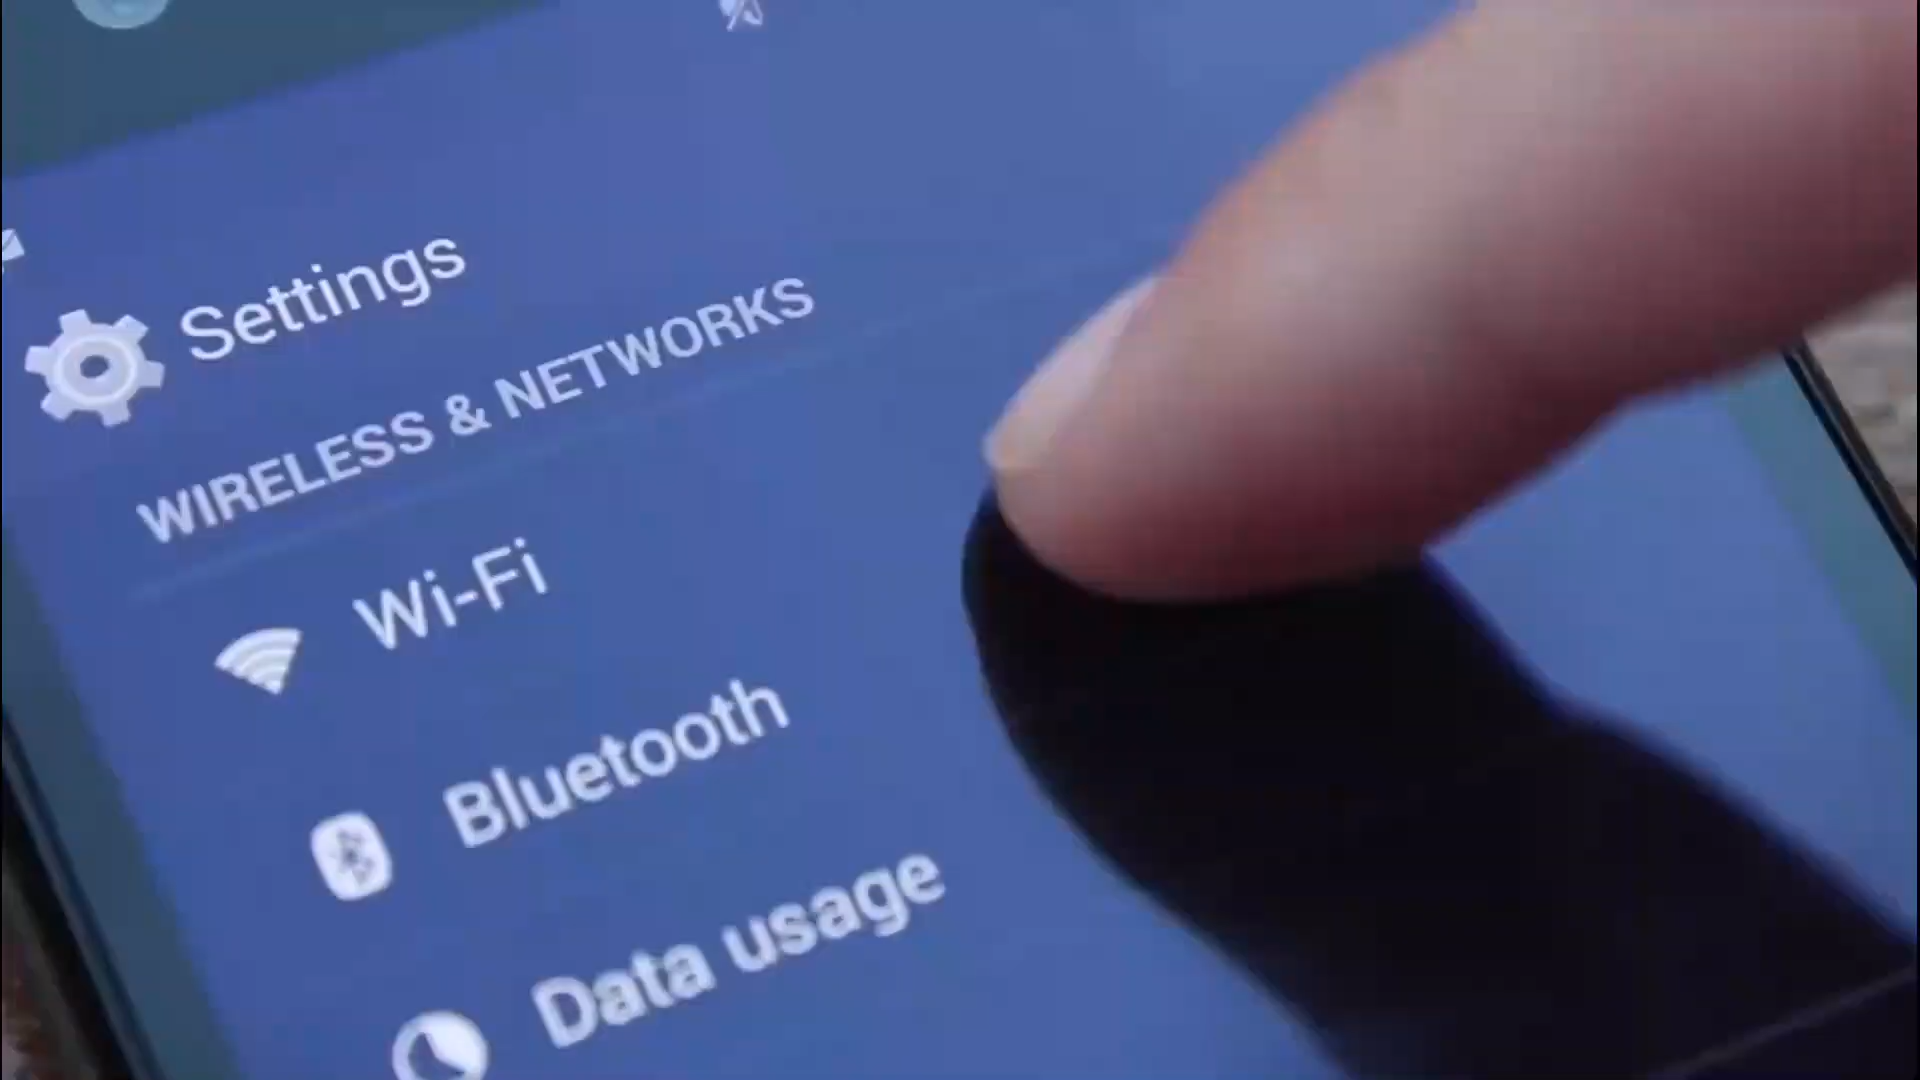 Settings
WIRELESS & NETWORKS
Wi-Fi
Bluetooth
Data usage